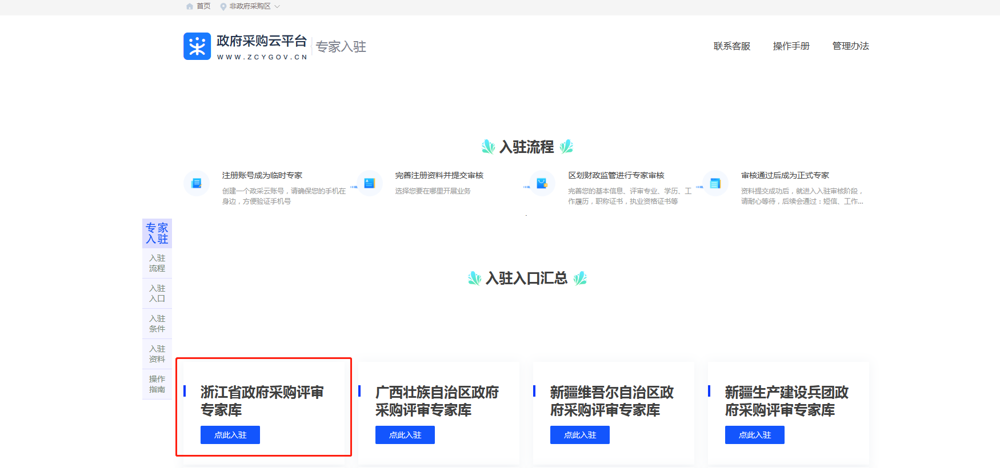 首页 非政府采购区
政府采购云平台 专家入驻
WWW.ZCYGOV.CN
联系客服 操作手册 管理办法
入驻流程
注册账号成为临时专家
创建一个政采云账号，请确保您的手机在
身边，方便验证手机号
完善注册资料并提交审核
选择您要在哪里开展业务
区划财政监管进行专家审核
完善您的基本信息、评审专业、学历、工
作履历，职称证书，执业资格证书等
审核通过后成为正式专家
资料提交成功后，就进入入驻审核阶段，
请耐心等待，后续会通过：短信、工作...
专家
入驻
入驻
流程
入驻
入口
入驻
条件
入驻
资料
操作
指南
入驻入口汇总
浙江省政府采购评审
专家库
点此入驻
广西壮族自治区政府
采购评审专家库
点此入驻
新疆维吾尔自治区政
府采购评审专家库
点此入驻
新疆生产建设兵团政
府采购评审专家库
点此入驻